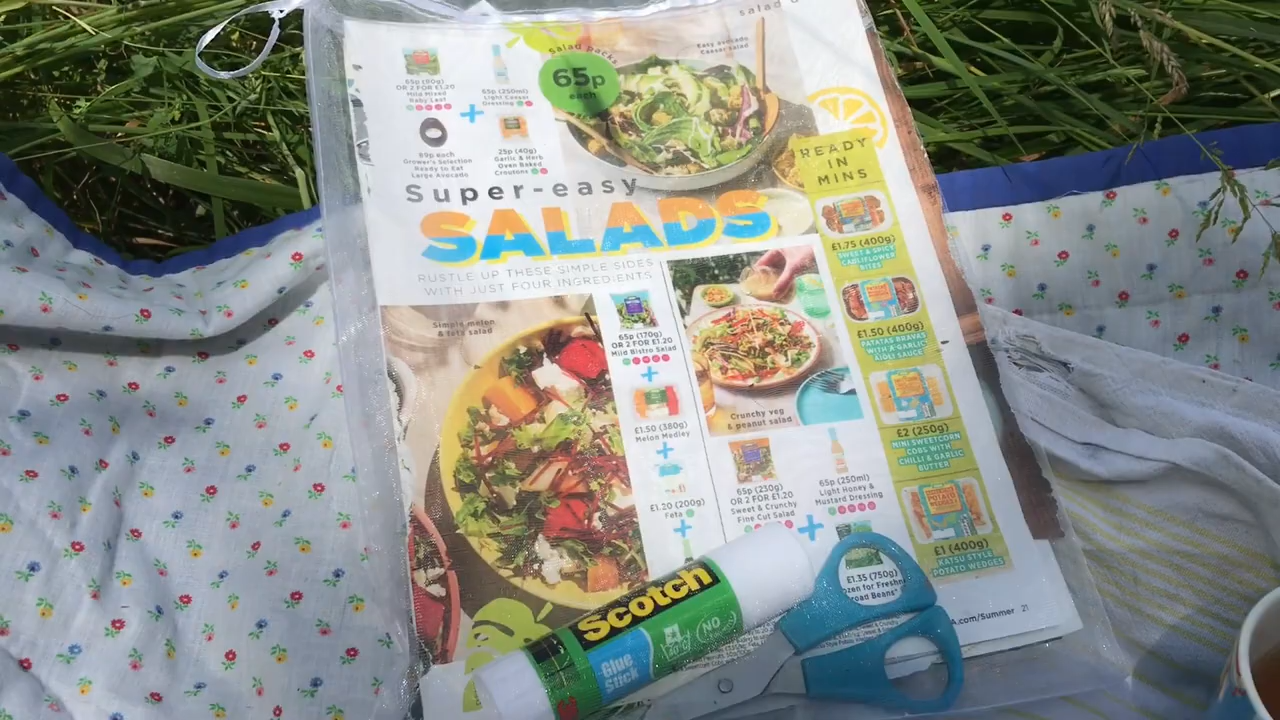 salad
Salad packs
65p
each
Easy avocado
Caesar salad
65p (90g)
OR 2 FOR £1.20
Mild Mixed
Baby Leaf
65p (250ml)
Light Caesar
Dressing
89p each
Grower's Selection
Ready to Eat
Large Avocado
25p (40g)
Garlic & Herb
Oven Baked
Croutons
Super-easy
SALADS
RUSTLE UP THESE SIMPLE SIDES
WITH JUST FOUR INGREDIENTS
READY
IN
MINS
£1.75 (400g)
SWEET & SPICY
CAULIFLOWER
BITES
£1.50 (400g)
PATATAS BRAVAS
WITH A GARLIC
AIOLI SAUCE
£2 (250g)
MINI SWEETCORN
COBS WITH
CHILLI & GARLIC
BUTTER
£1 (400g)
KATSU STYLE
POTATO WEDGES
Simple melon
& feta salad
65p (170g)
OR 2 FOR £1.20
Mild Bistro Salad
+
£1.50 (380g)
Melon Medley
+
£1.20 (200g)
Feta
+
Crunchy veg
& peanut salad
65p (230g)
OR 2 FOR £1.20
Sweet & Crunchy
Fine Cut Salad
+
65p (250ml)
Light Honey &
Mustard Dressing
£1.35 (750g)
ozen for Freshn
road Beans*
A.com/Summer 21
Scotch
Glue
Stick
NO